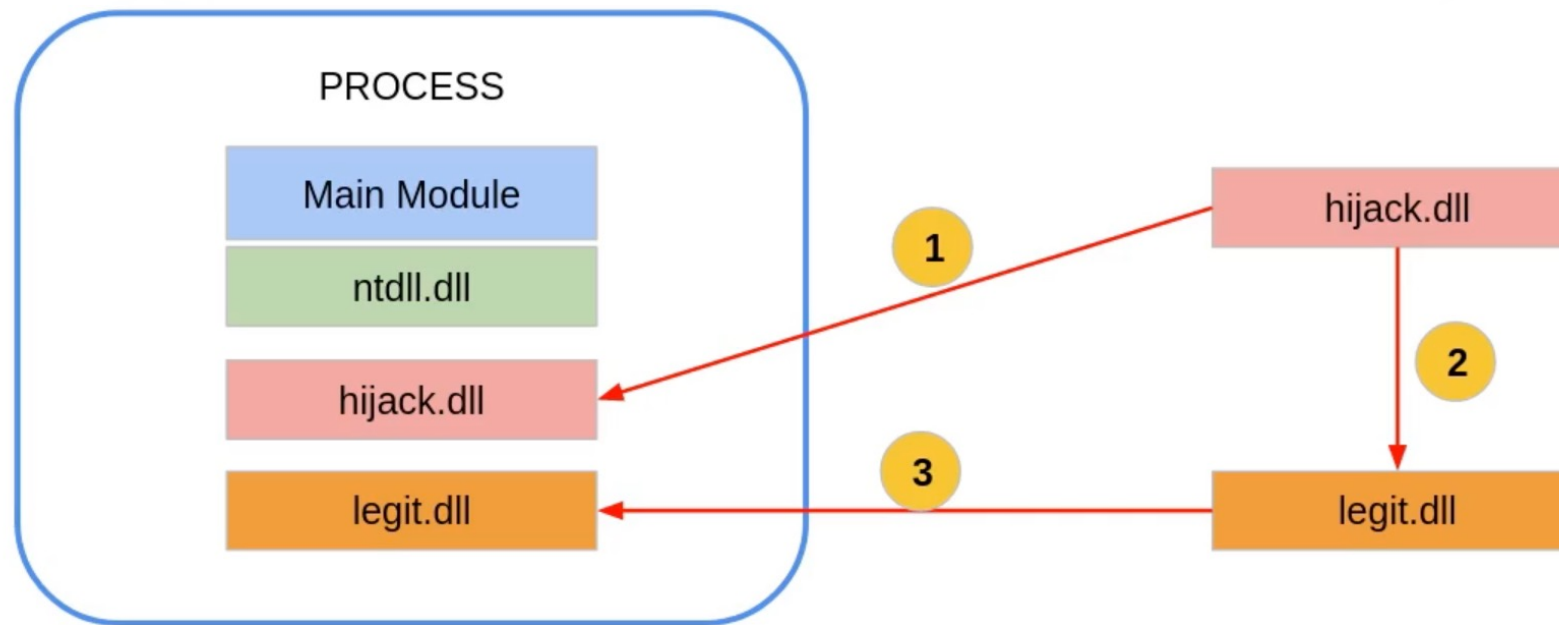 PROCESS
Main Module
ntdll.dll
hijack.dll
legit.dll
1
2
3
hijack.dll
legit.dll